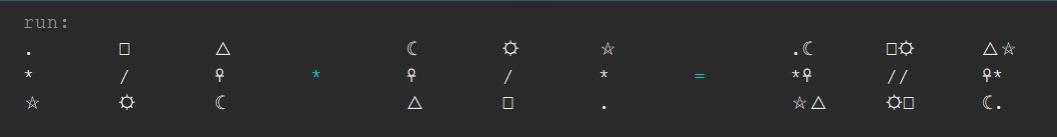 run:
. □ △ ☾ ☼ ⛤ .☾ □☼ △⛤
* / ♀ * ♀ / * = *♀ // ♀*
⛤ ☼ ☾ △ □ . ⛤△ ☼□ ☾.